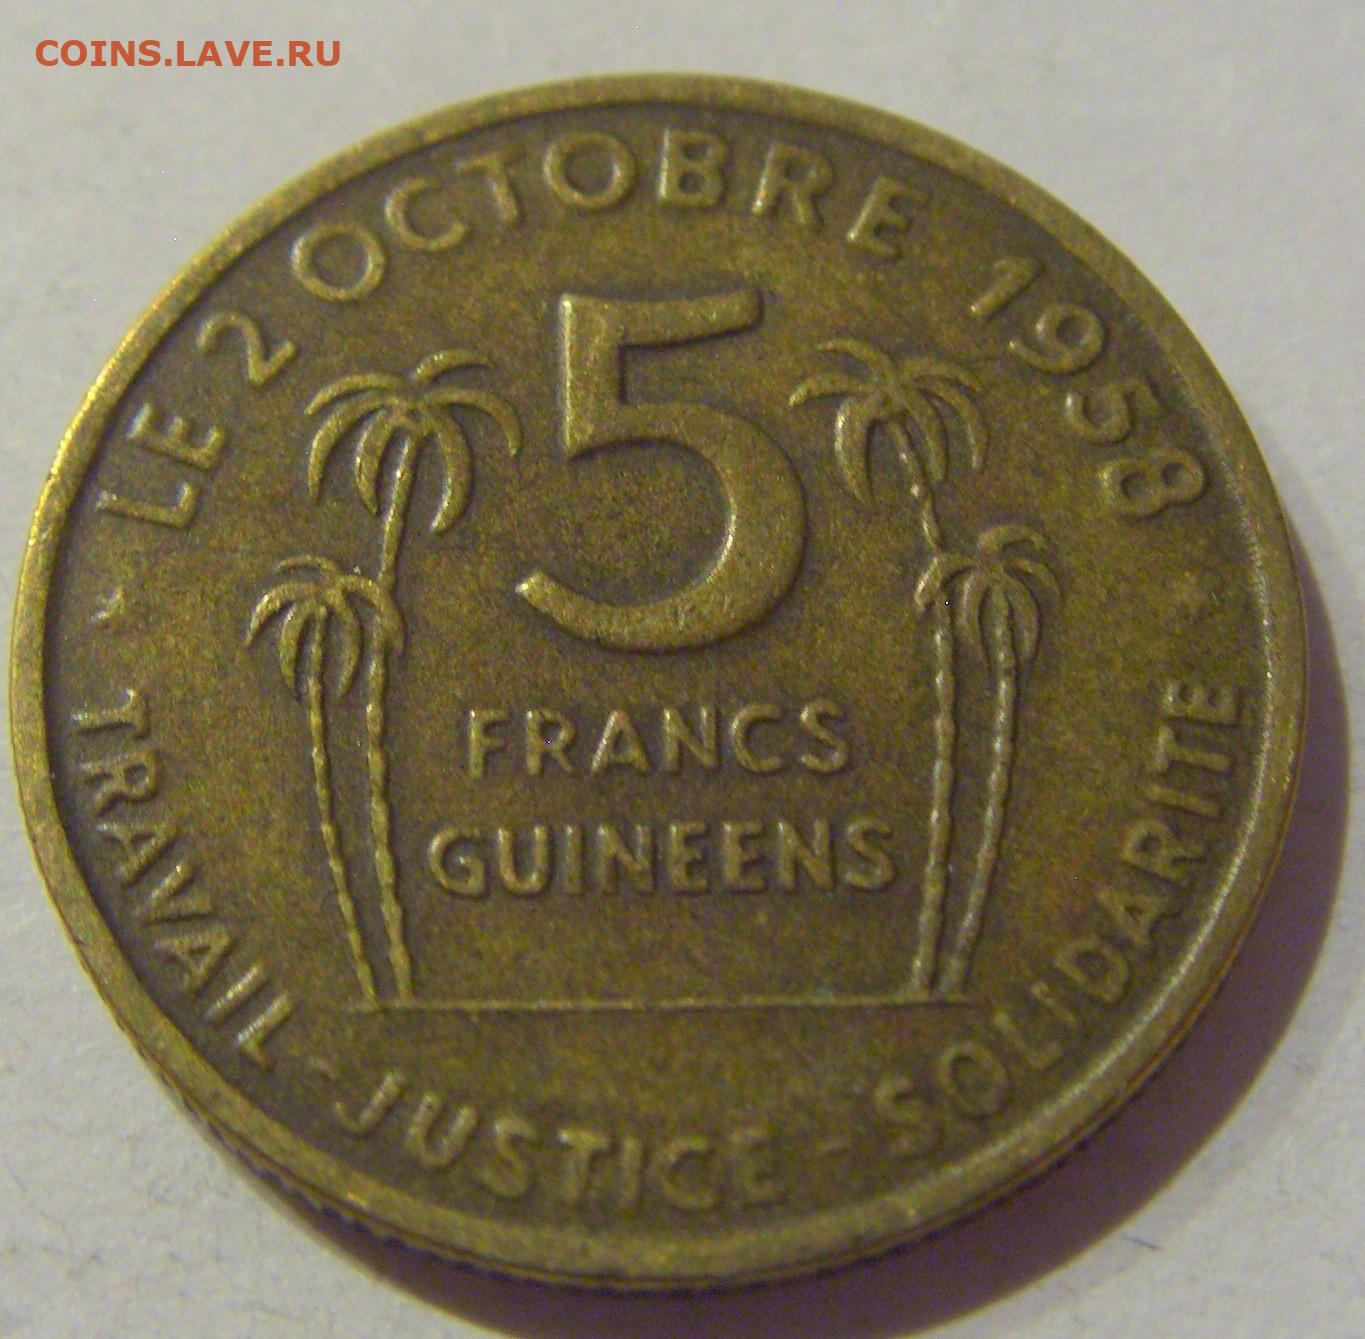 COINS.LAVE.RU
LE 2 OCTOBRE 1958
5
FRANCS
GUINEENS
TRAVAIL - JUSTICE - SOLIDARITE